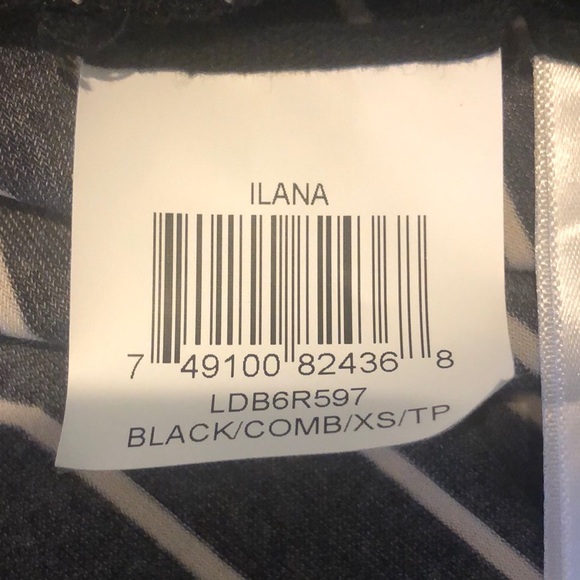 ILANA
7 49100 82436 8
LDB6R597
BLACK/COMB/XS/TP